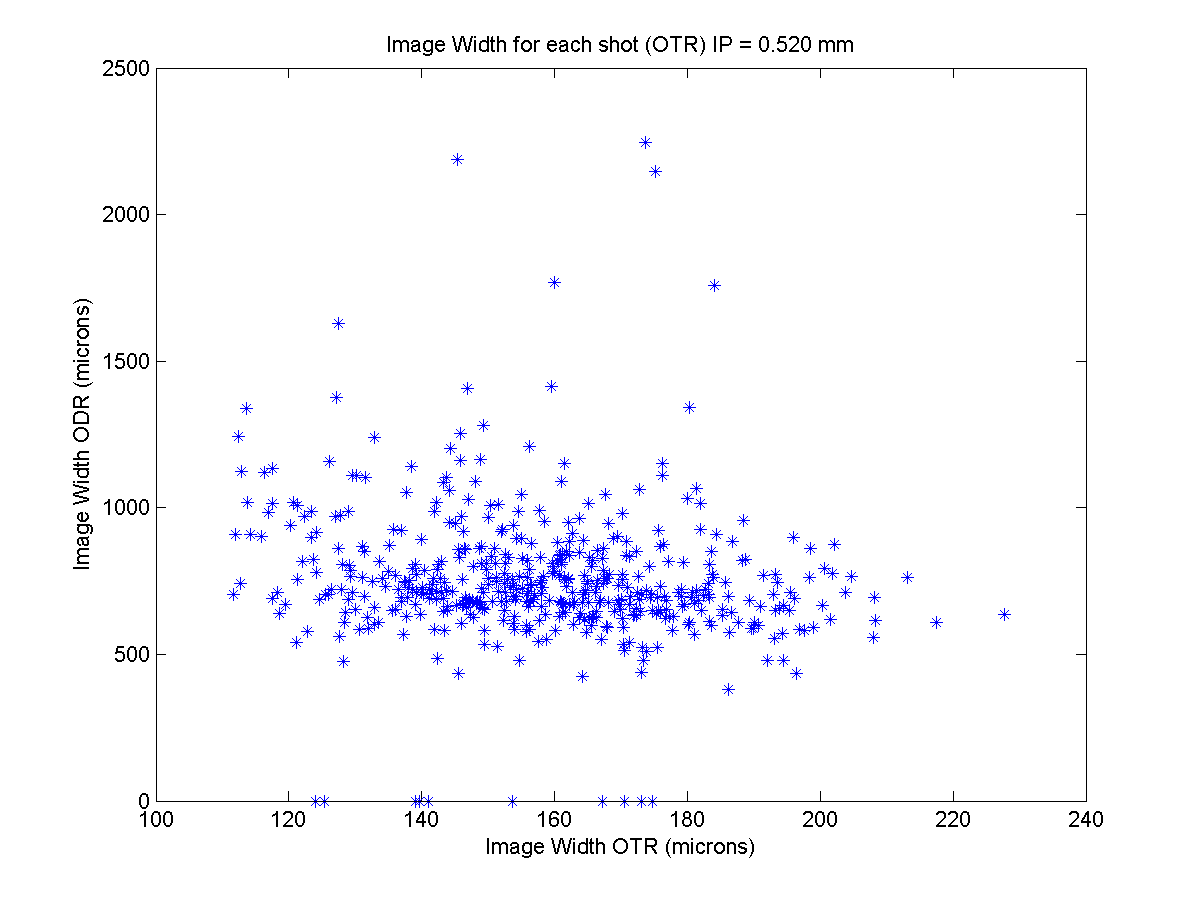 Image Width for each shot (OTR) IP = 0.520 mm
2500
2000
1500
1000
500
0
Image Width ODR (microns)
100 120 140 160 180 200 220 240
Image Width OTR (microns)